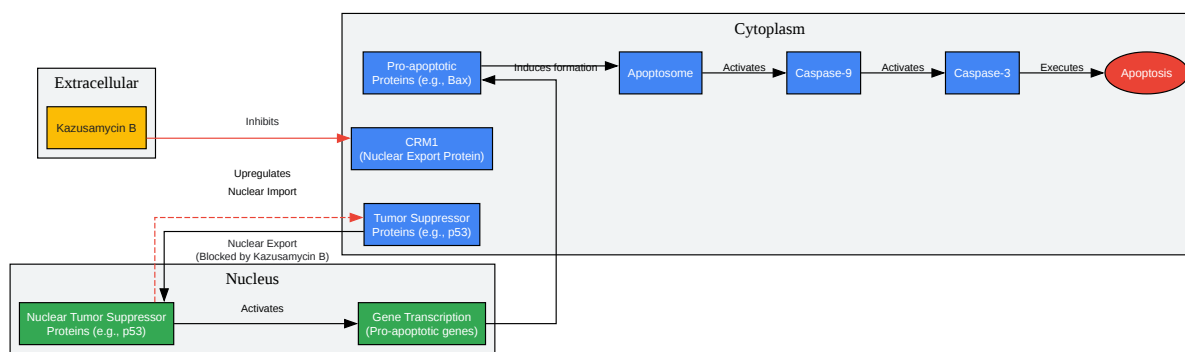 Cytoplasm
Pro-apoptotic
Proteins (e.g., Bax)
Induces formation
Apoptosome
Activates
Caspase-9
Activates
Caspase-3
Executes
Apoptosis
Extracellular
Kazusamycin B
Inhibits
CRM1
(Nuclear Export Protein)
Upregulates
Nuclear Import
Tumor Suppressor
Proteins (e.g., p53)
Nuclear Export
(Blocked by Kazusamycin B)
Nucleus
Nuclear Tumor Suppressor
Proteins (e.g., p53)
Activates
Gene Transcription
(Pro-apoptotic genes)